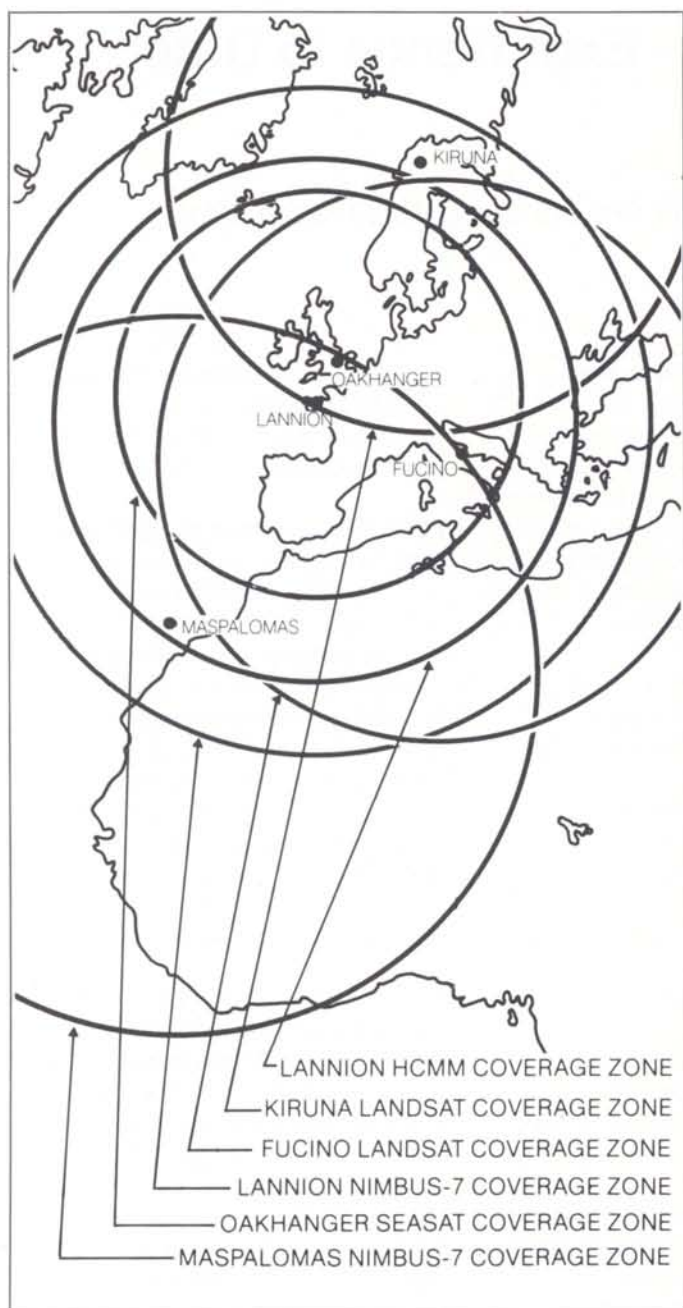 KIRUNA
OAKHANGER
LANNION
FUCINO
MASPALOMAS
LANNION HCMM COVERAGE ZONE
KIRUNA LANDSAT COVERAGE ZONE
FUCINO LANDSAT COVERAGE ZONE
LANNION NIMBUS-7 COVERAGE ZONE
OAKHANGER SEASAT COVERAGE ZONE
MASPALOMAS NIMBUS-7 COVERAGE ZONE